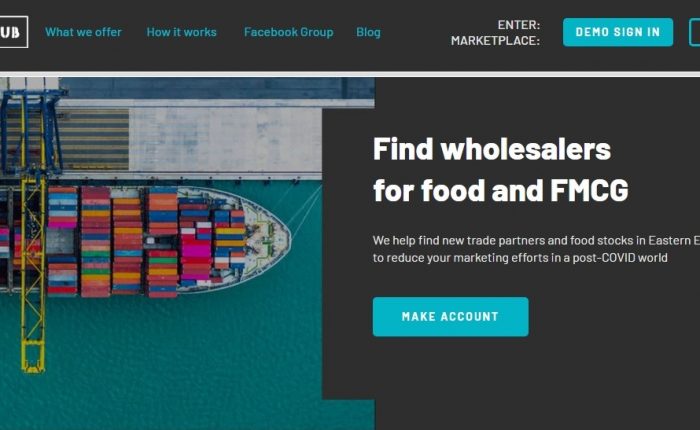 UB
What we offer
How it works
Facebook Group
Blog
ENTER:
MARKETPLACE:
DEMO SIGN IN
Find wholesalers
for food and FMCG
We help find new trade partners and food stocks in Eastern E
to reduce your marketing efforts in a post-COVID world
MAKE ACCOUNT